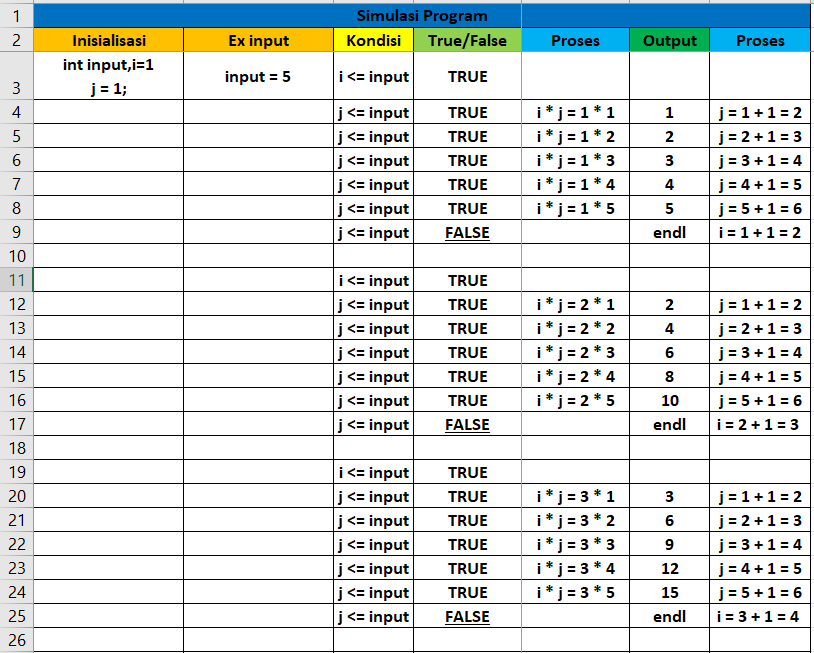 1 Simulasi Program
2 Inisialisasi Ex input Kondisi True/False Proses Output Proses
int input,i=1
3 j = 1; input = 5 i <= input TRUE
4 j <= input TRUE i * j = 1 * 1 1 j = 1 + 1 = 2
5 j <= input TRUE i * j = 1 * 2 2 j = 2 + 1 = 3
6 j <= input TRUE i * j = 1 * 3 3 j = 3 + 1 = 4
7 j <= input TRUE i * j = 1 * 4 4 j = 4 + 1 = 5
8 j <= input TRUE i * j = 1 * 5 5 j = 5 + 1 = 6
9 j <= input FALSE endl i = 1 + 1 = 2
10
11 i <= input TRUE
12 j <= input TRUE i * j = 2 * 1 2 j = 1 + 1 = 2
13 j <= input TRUE i * j = 2 * 2 4 j = 2 + 1 = 3
14 j <= input TRUE i * j = 2 * 3 6 j = 3 + 1 = 4
15 j <= input TRUE i * j = 2 * 4 8 j = 4 + 1 = 5
16 j <= input TRUE i * j = 2 * 5 10 j = 5 + 1 = 6
17 j <= input FALSE endl i = 2 + 1 = 3
18
19 i <= input TRUE
20 j <= input TRUE i * j = 3 * 1 3 j = 1 + 1 = 2
21 j <= input TRUE i * j = 3 * 2 6 j = 2 + 1 = 3
22 j <= input TRUE i * j = 3 * 3 9 j = 3 + 1 = 4
23 j <= input TRUE i * j = 3 * 4 12 j = 4 + 1 = 5
24 j <= input TRUE i * j = 3 * 5 15 j = 5 + 1 = 6
25 j <= input FALSE endl i = 3 + 1 = 4
26